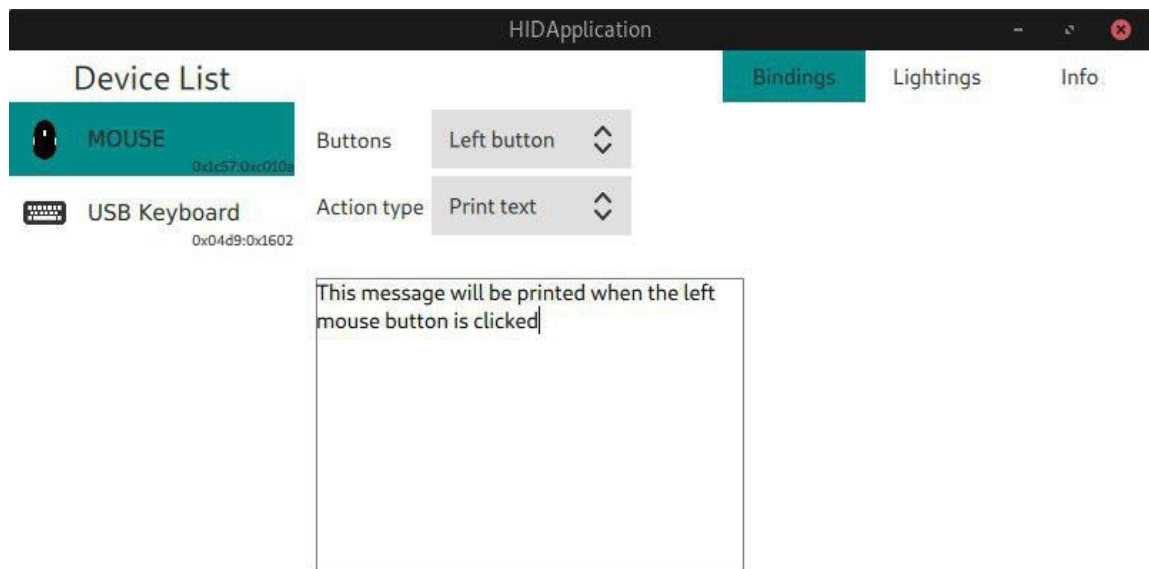 HIDApplication
Device List
Bindings Lightings Info
MOUSE
0x1c57:0xc010a
USB Keyboard
0x04d9:0x1602
Buttons Left button
Action type Print text
This message will be printed when the left
mouse button is clicked